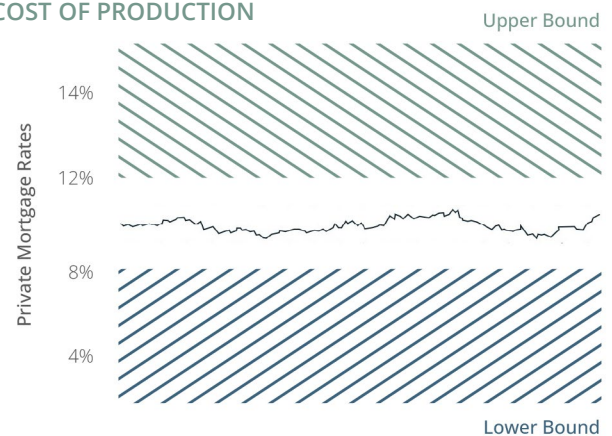 COST OF PRODUCTION
Upper Bound
14%
12%
8%
4%
Private Mortgage Rates
Lower Bound